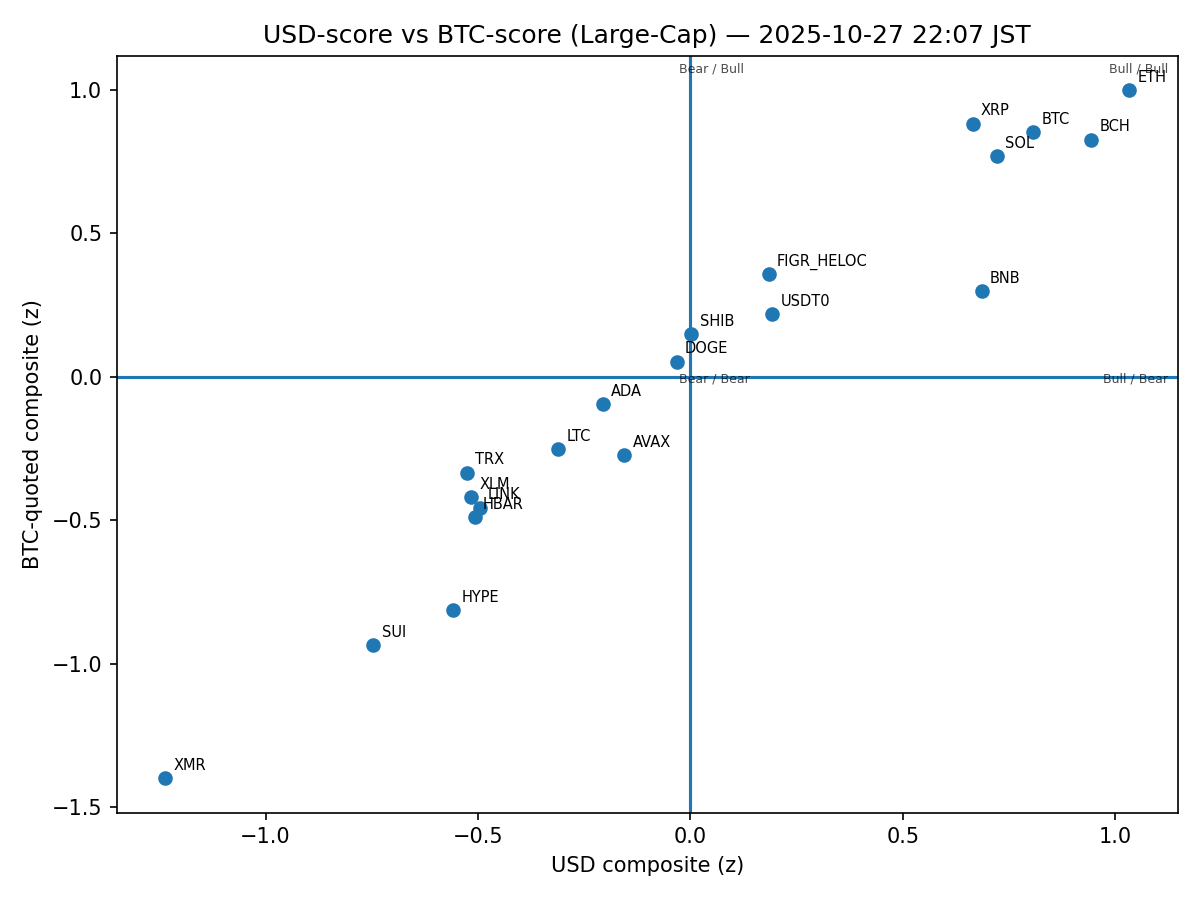 USD-score vs BTC-score (Large-Cap) — 2025-10-27 22:07 JST
Bear / Bull
Bull / Bull
ETH
XRP
BTC
BCH
SOL
FIGR_HELOC
BNB
USDT0
SHIB
DOGE
Bear / Bear
Bull / Bear
ADA
LTC
AVAX
TRX
XLM
LINK
HBAR
HYPE
SUI
XMR
1.0
0.5
0.0
−0.5
−1.0
−1.5
−1.0
−0.5
0.0
0.5
1.0
BTC-quoted composite (z)
USD composite (z)